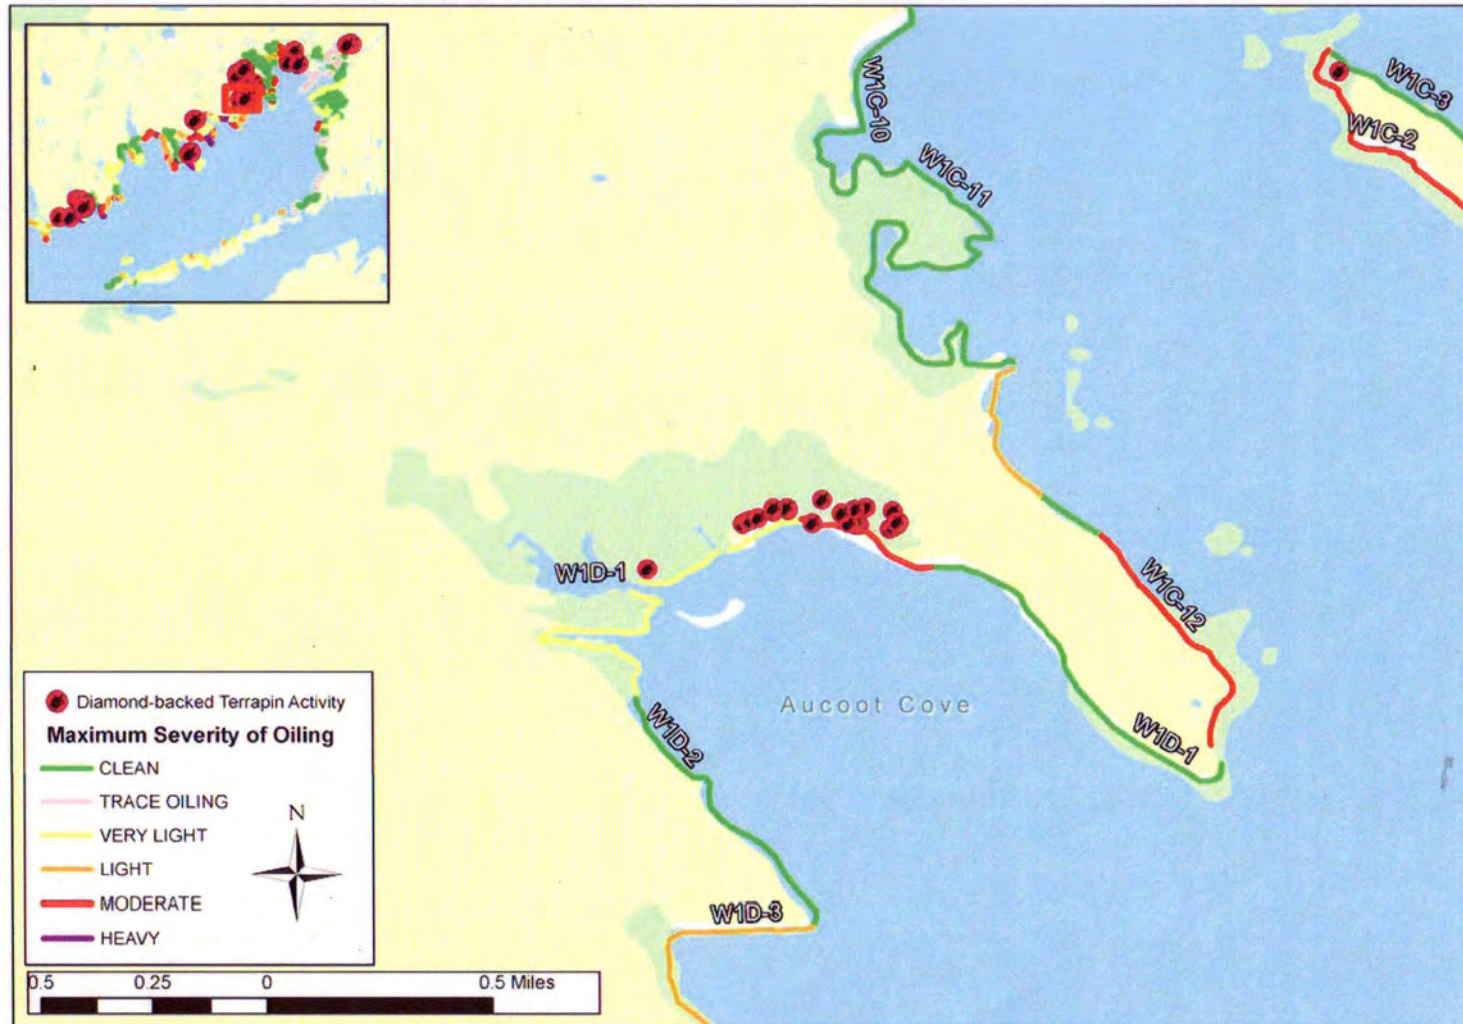 W1C-10
W1C-11
W1C-3
W1C-2
W1D-1
W1C-12
Aucoot Cove
W1D-2
W1D-1
W1D-3
Diamond-backed Terrapin Activity
Maximum Severity of Oiling
CLEAN
TRACE OILING
VERY LIGHT
LIGHT
MODERATE
HEAVY
N
0.5 0.25 0 0.5 Miles